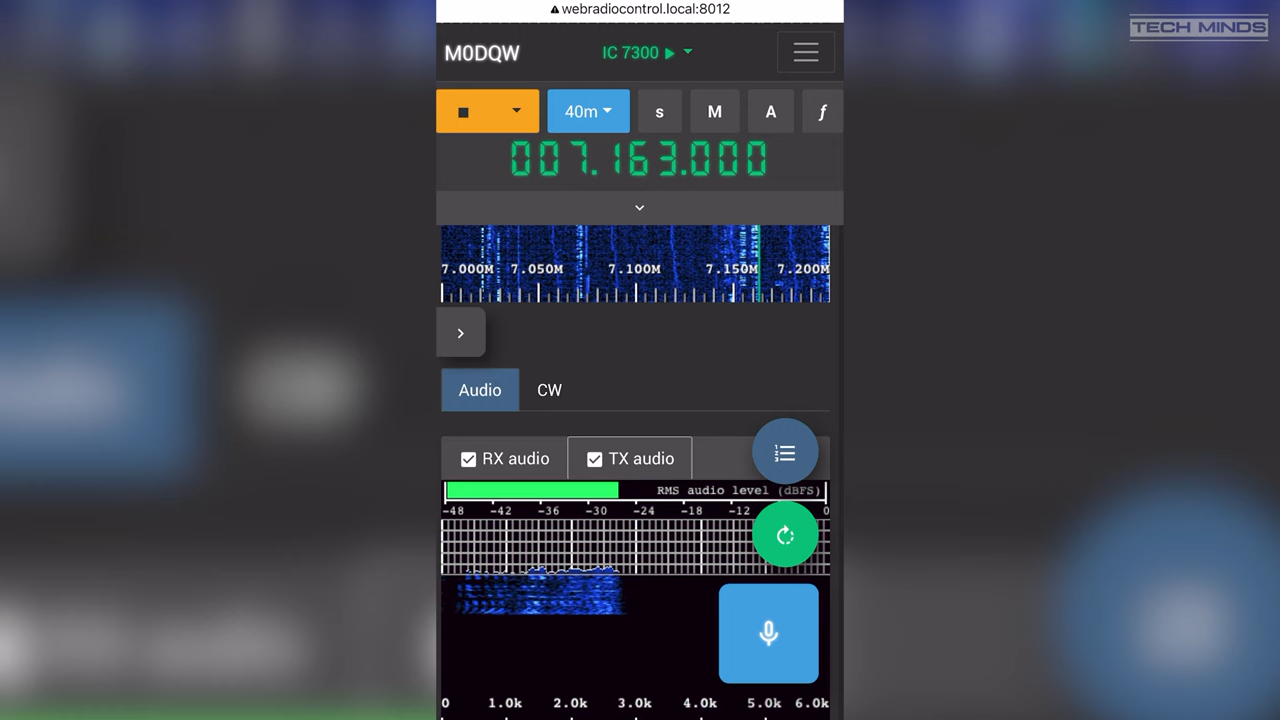 webradiocontrol.local:8012
TECH MINDS
M0DQW
IC 7300
40m
s
M
A
f
007.163.000
7.000M 7.050M 7.100M 7.150M 7.200M
Audio
CW
RX audio
TX audio
RMS audio level (dBFS)
-48 -42 -36 -30 -24 -18 -12 0
0 1.0k 2.0k 3.0k 4.0k 5.0k 6.0k